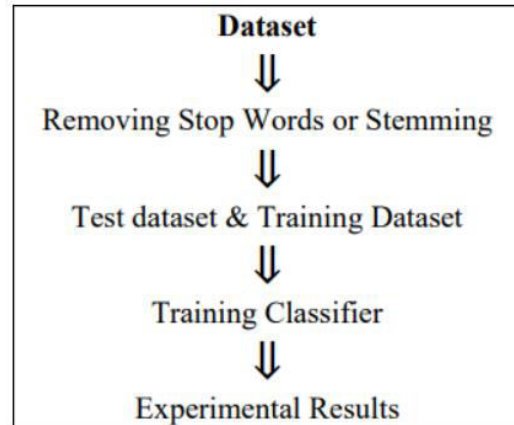 Dataset
⇓
Removing Stop Words or Stemming
⇓
Test dataset & Training Dataset
⇓
Training Classifier
⇓
Experimental Results